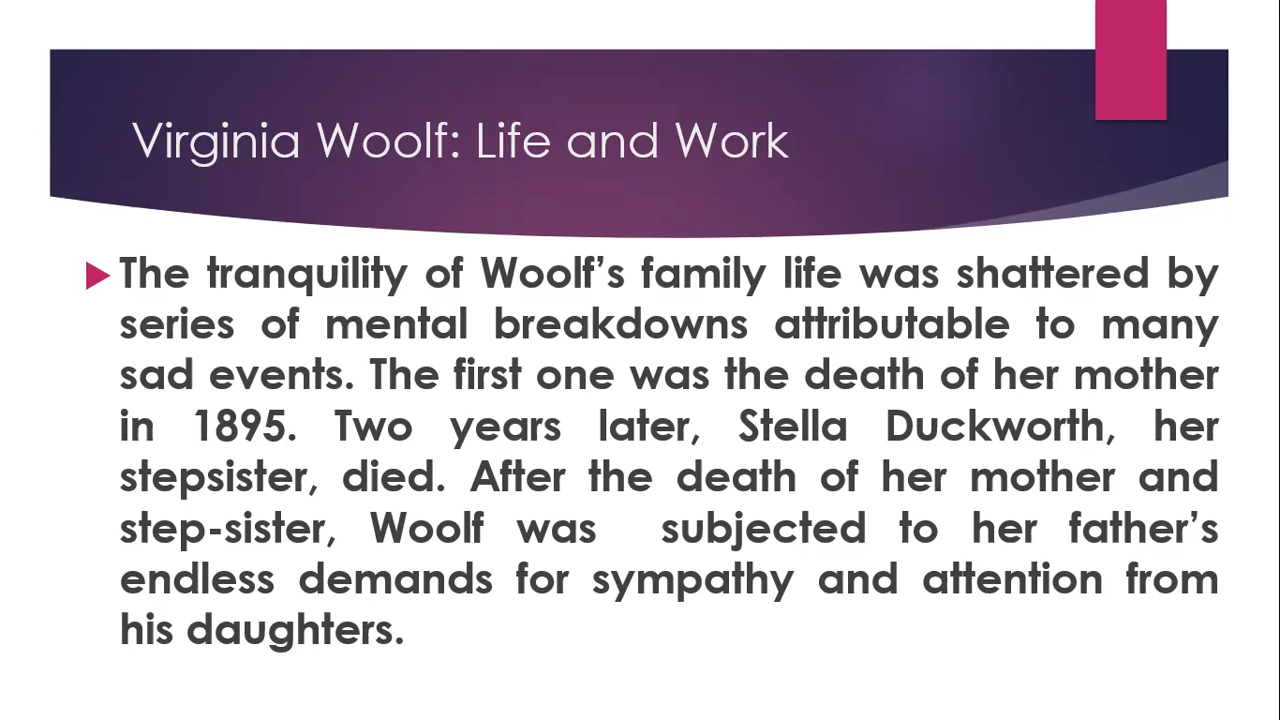 Virginia Woolf: Life and Work
The tranquility of Woolf’s family life was shattered by
series of mental breakdowns attributable to many
sad events. The first one was the death of her mother
in 1895. Two years later, Stella Duckworth, her
stepsister, died. After the death of her mother and
step-sister, Woolf was subjected to her father’s
endless demands for sympathy and attention from
his daughters.